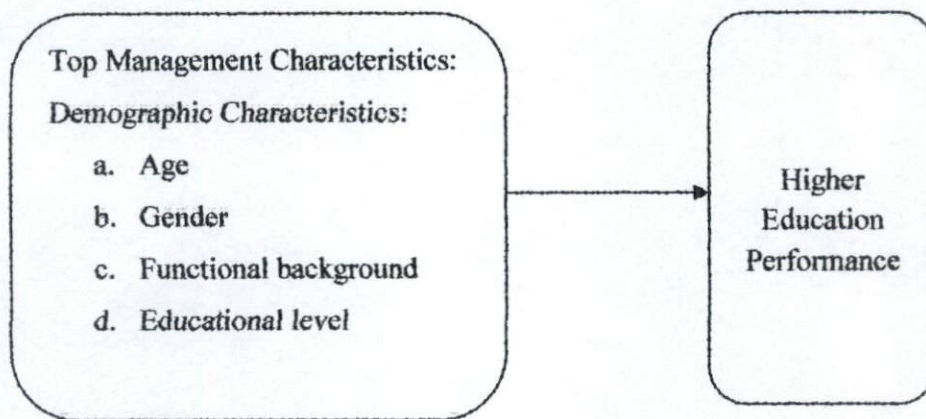 Top Management Characteristics:
Demographic Characteristics:
a. Age
b. Gender
c. Functional background
d. Educational level
Higher
Education
Performance